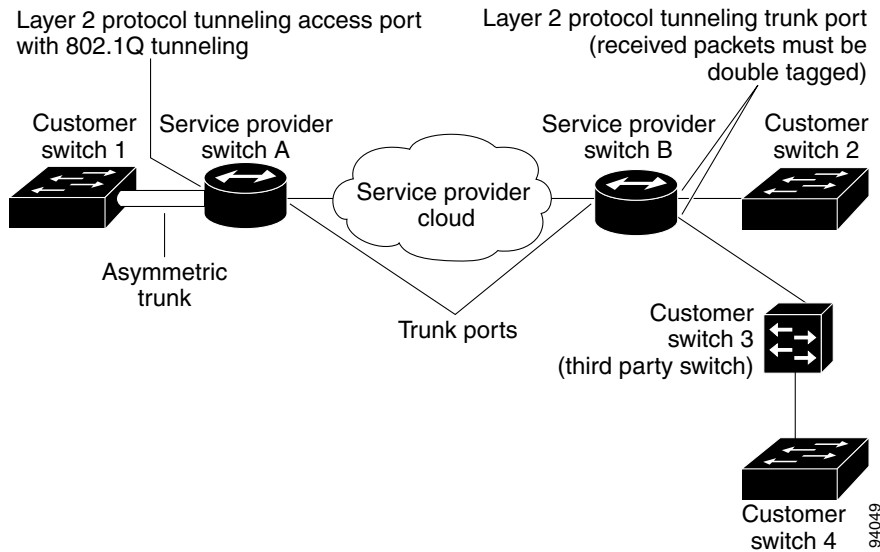 Layer 2 protocol tunneling access port
with 802.1Q tunneling
Layer 2 protocol tunneling trunk port
(received packets must be
double tagged)
Customer
switch 1
Service provider
switch A
Service provider
cloud
Service provider
switch B
Customer
switch 2
Asymmetric
trunk
Trunk ports
Customer
switch 3
(third party switch)
Customer
switch 4
94049